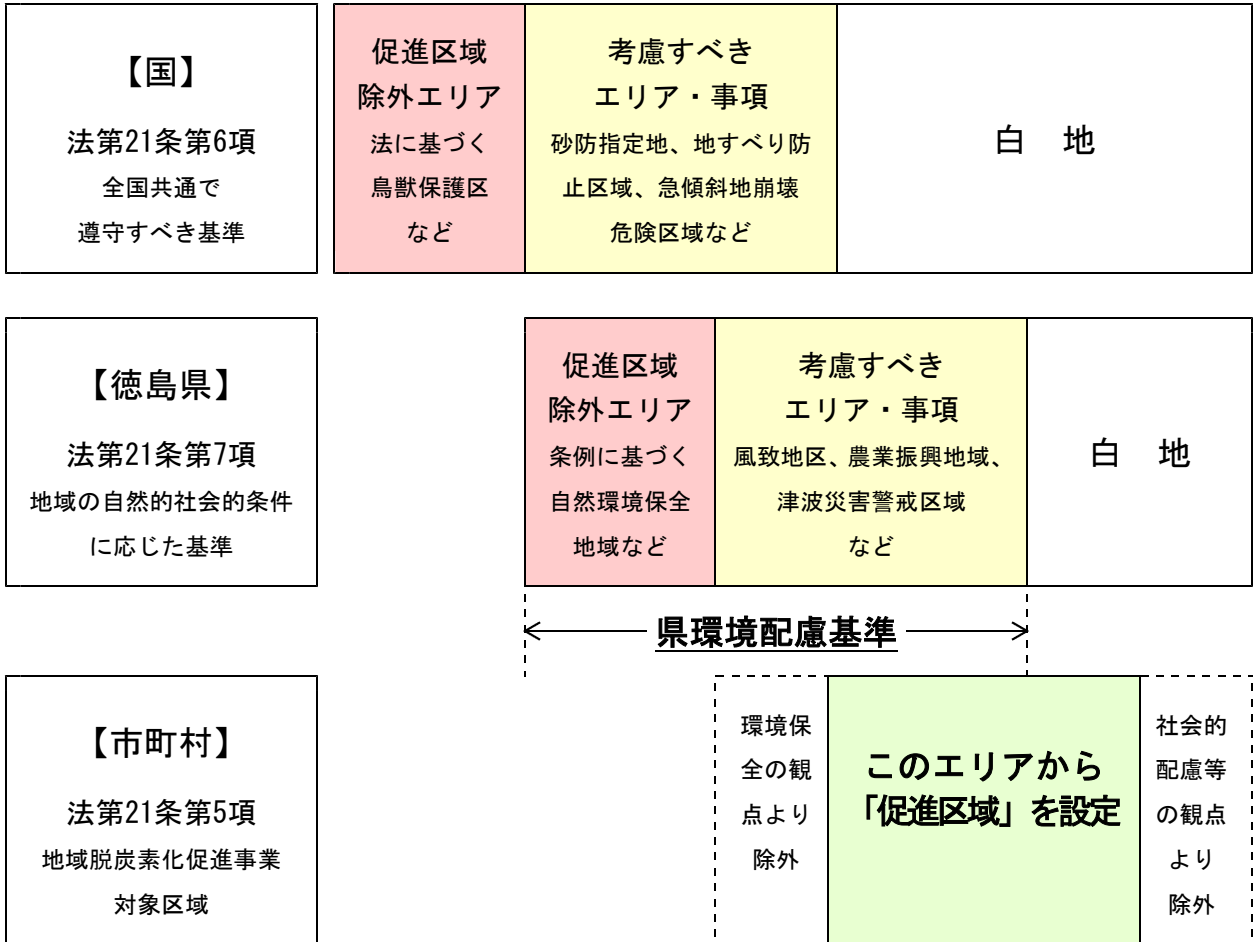 【国】
法第21条第6項
全国共通で
遵守すべき基準
促進区域
除外エリア
法に基づく
鳥獣保護区
など
考慮すべき
エリア・事項
砂防指定地、地すべり防
止区域、急傾斜地崩壊
危険区域など
白　地
【徳島県】
法第21条第7項
地域の自然的社会的条件
に応じた基準
促進区域
除外エリア
条例に基づく
自然環境保全
地域など
考慮すべき
エリア・事項
風致地区、農業振興地域、
津波災害警戒区域
など
白　地
県環境配慮基準
【市町村】
法第21条第5項
地域脱炭素化促進事業
対象区域
環境保
全の観
点より
除外
このエリアから
「促進区域」を設定
社会的
配慮等
の観点
より
除外